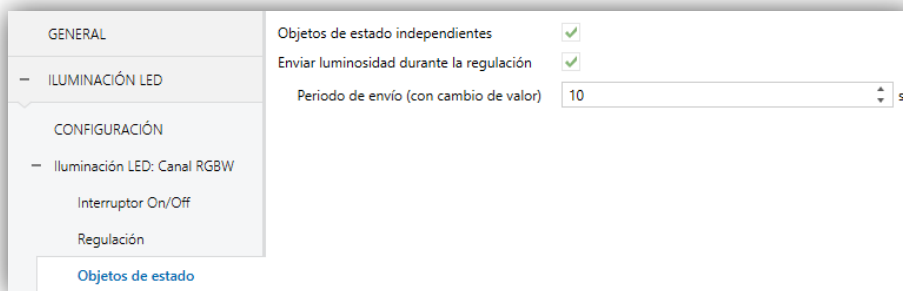 GENERAL
− ILUMINACIÓN LED
CONFIGURACIÓN
− Iluminación LED: Canal RGBW
Interruptor On/Off
Regulación
Objetos de estado
Objetos de estado independientes
Enviar luminosidad durante la regulación
Periodo de envío (con cambio de valor) 10 s